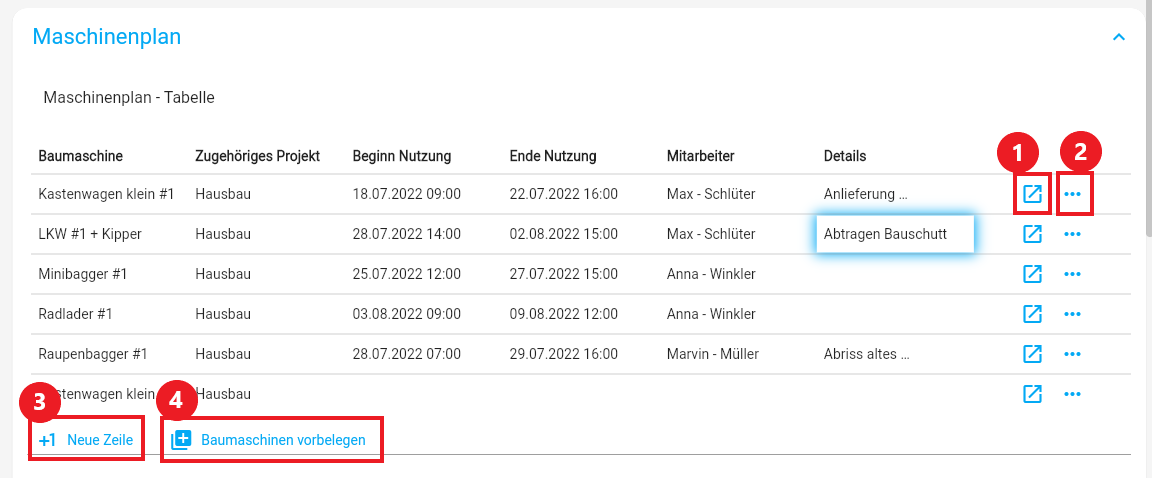 Maschinenplan
Maschinenplan - Tabelle
1 2
Baumaschine Zugehöriges Projekt Beginn Nutzung Ende Nutzung Mitarbeiter Details
Kastenwagen klein #1 Hausbau 18.07.2022 09:00 22.07.2022 16:00 Max - Schlüter Anlieferung ...
LKW #1 + Kipper Hausbau 28.07.2022 14:00 02.08.2022 15:00 Max - Schlüter Abtragen Bauschutt
Minibagger #1 Hausbau 25.07.2022 12:00 27.07.2022 15:00 Anna - Winkler
Radlader #1 Hausbau 03.08.2022 09:00 09.08.2022 12:00 Anna - Winkler
Raupenbagger #1 Hausbau 28.07.2022 07:00 29.07.2022 16:00 Marvin - Müller Abriss altes ...
klein Hausbau
3 4
+1 Neue Zeile Baumaschinen vorbelegen